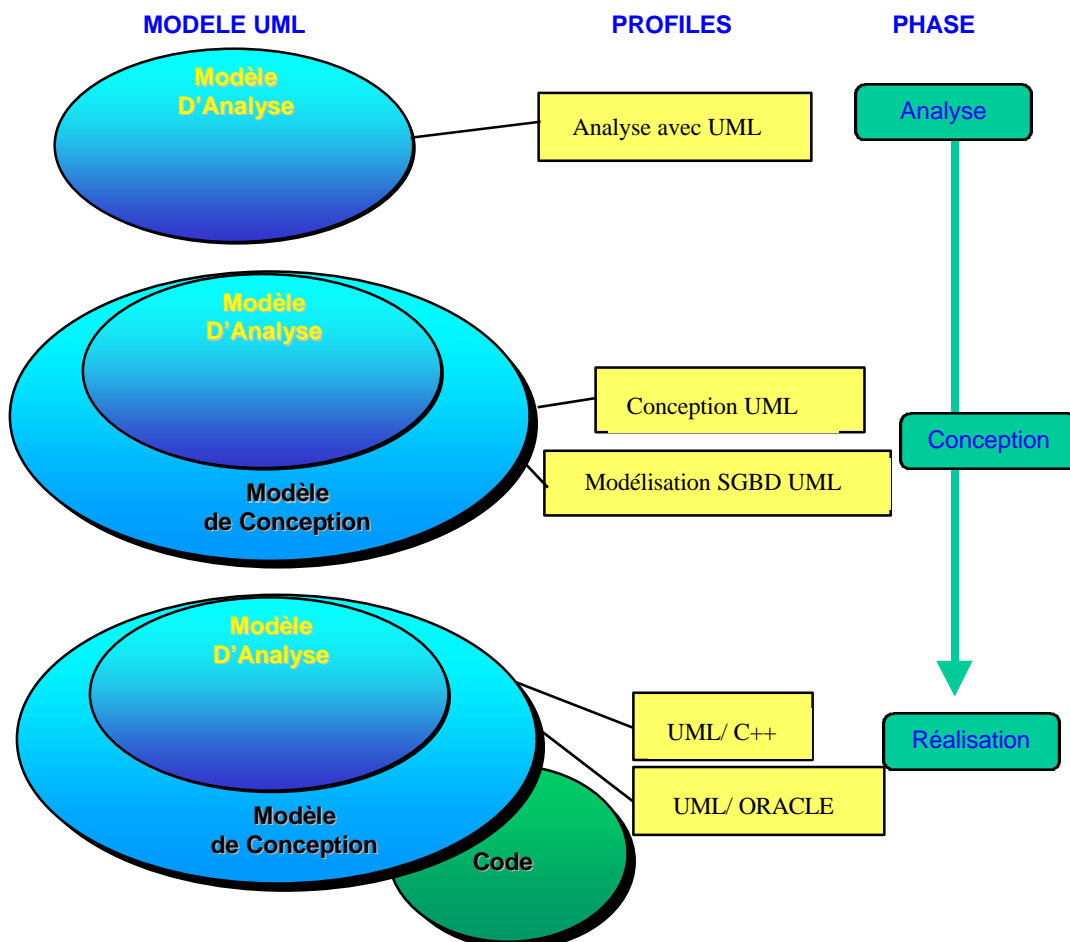 MODELE UML
PROFILES
PHASE
Modèle
D'Analyse
Analyse avec UML
Analyse
Modèle
D'Analyse
Conception UML
Conception
Modélisation SGBD UML
Modèle
de Conception
Modèle
D'Analyse
UML/ C++
Réalisation
UML/ ORACLE
Modèle
de Conception
Code